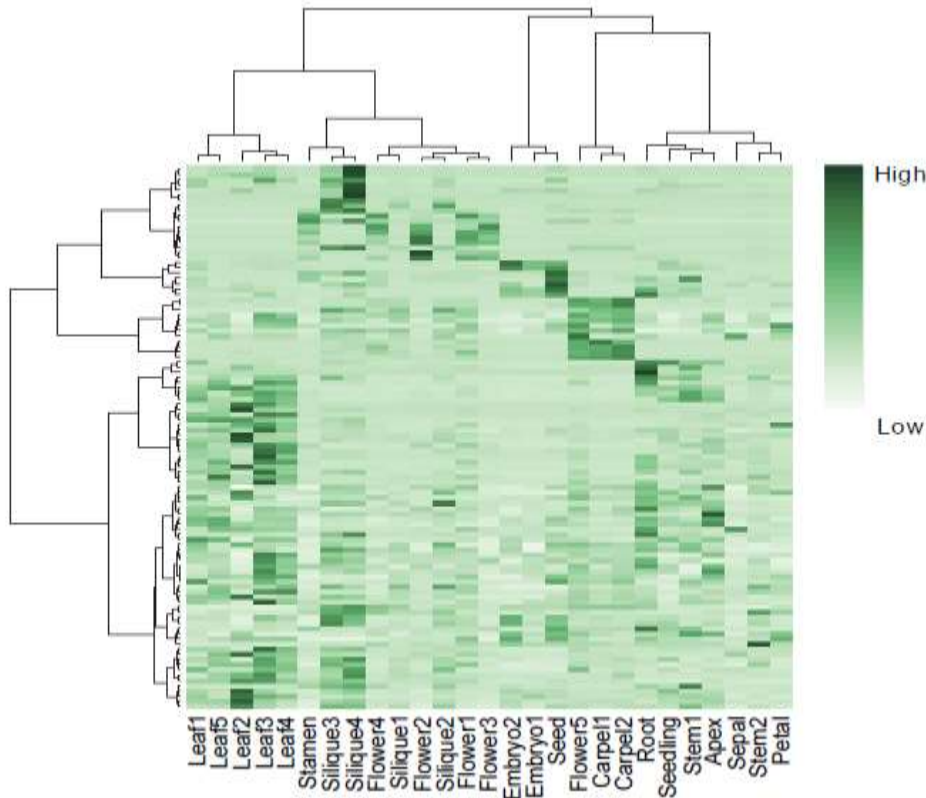 High
Low
Leaf1
Leaf5
Leaf2
Leaf3
Leaf4
Stamen
Silique3
Silique4
Flower4
Silique1
Flower2
Silique2
Flower1
Flower3
Embryo2
Embryo1
Seed
Flower5
Carpel1
Carpel2
Root
Seedling
Stem1
Apex
Sepal
Stem2
Petal